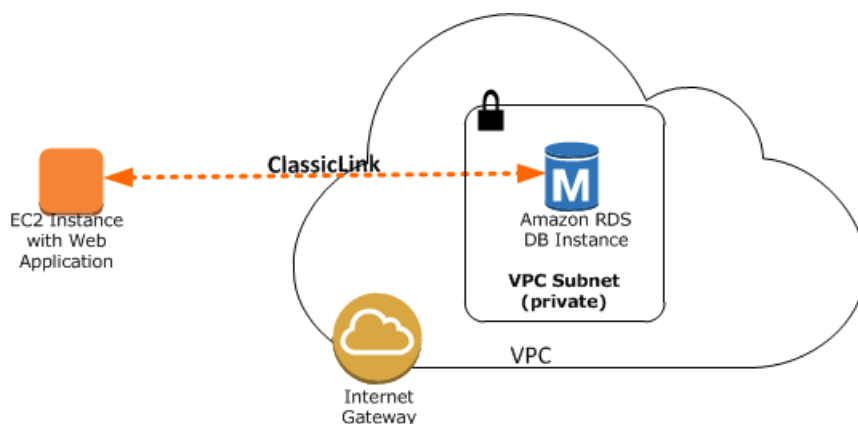 ClassicLink
EC2 Instance
with Web
Application
M
Amazon RDS
DB Instance
VPC Subnet
(private)
VPC
Internet
Gateway